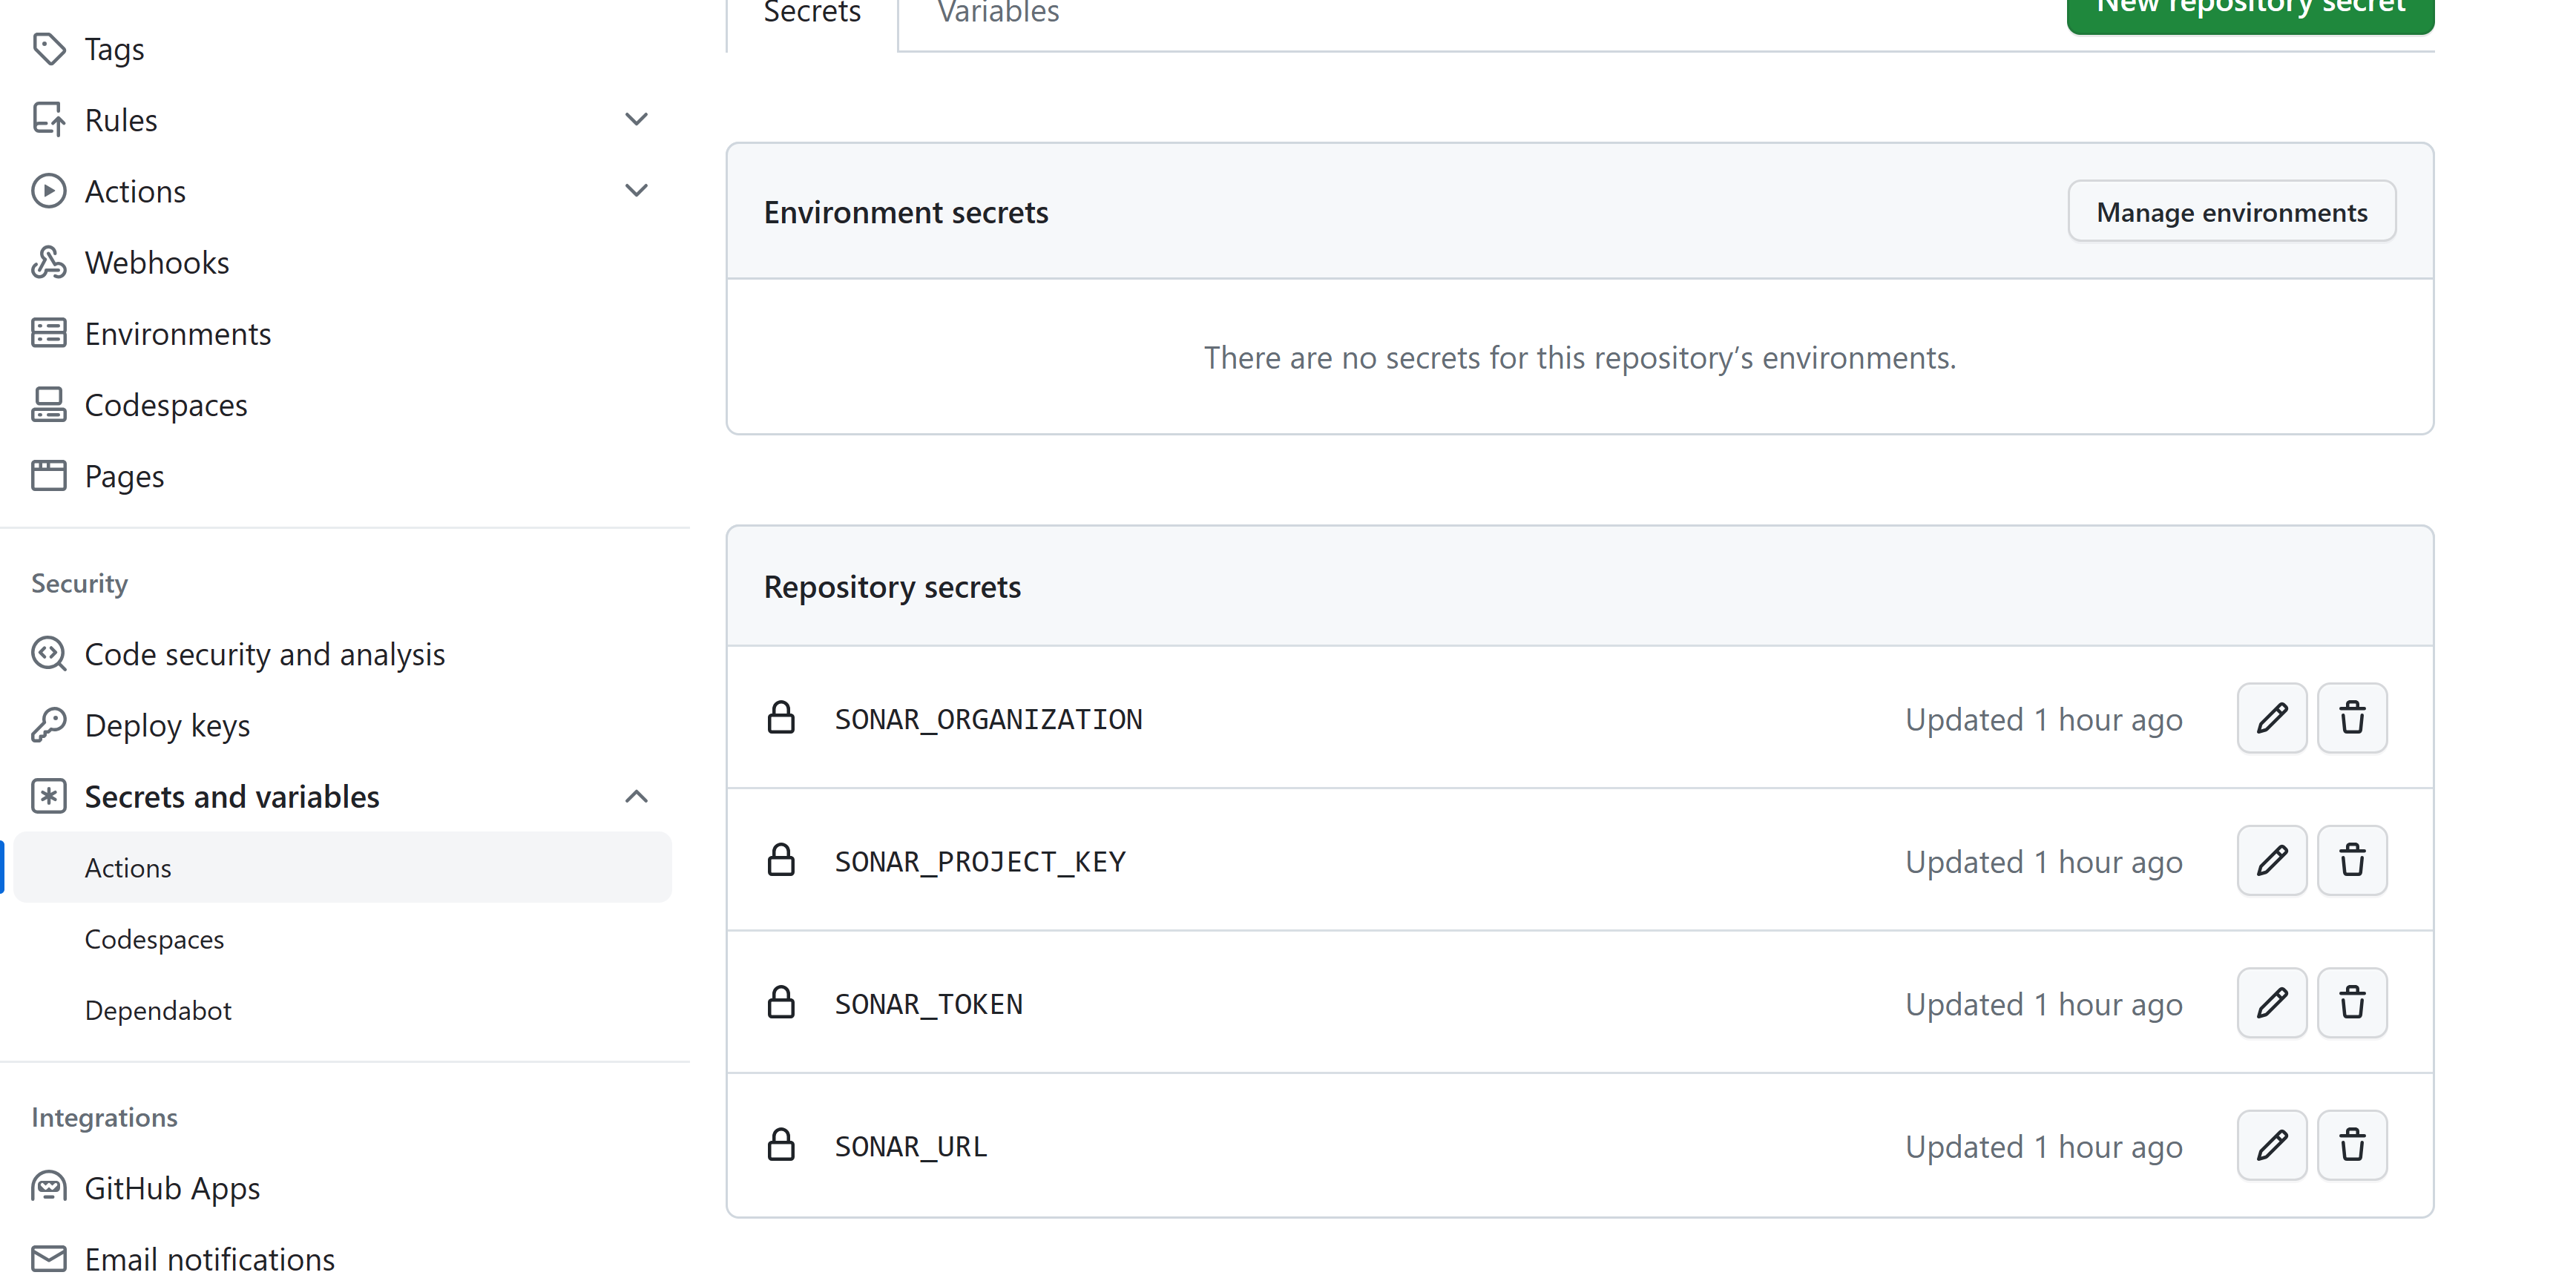 Tags
Rules
Actions
Webhooks
Environments
Codespaces
Pages
Security
Code security and analysis
Deploy keys
Secrets and variables
Actions
Codespaces
Dependabot
Integrations
GitHub Apps
Email notifications
Secrets
Variables
New repository secret
Environment secrets
Manage environments
There are no secrets for this repository’s environments.
Repository secrets
SONAR_ORGANIZATION Updated 1 hour ago
SONAR_PROJECT_KEY Updated 1 hour ago
SONAR_TOKEN Updated 1 hour ago
SONAR_URL Updated 1 hour ago